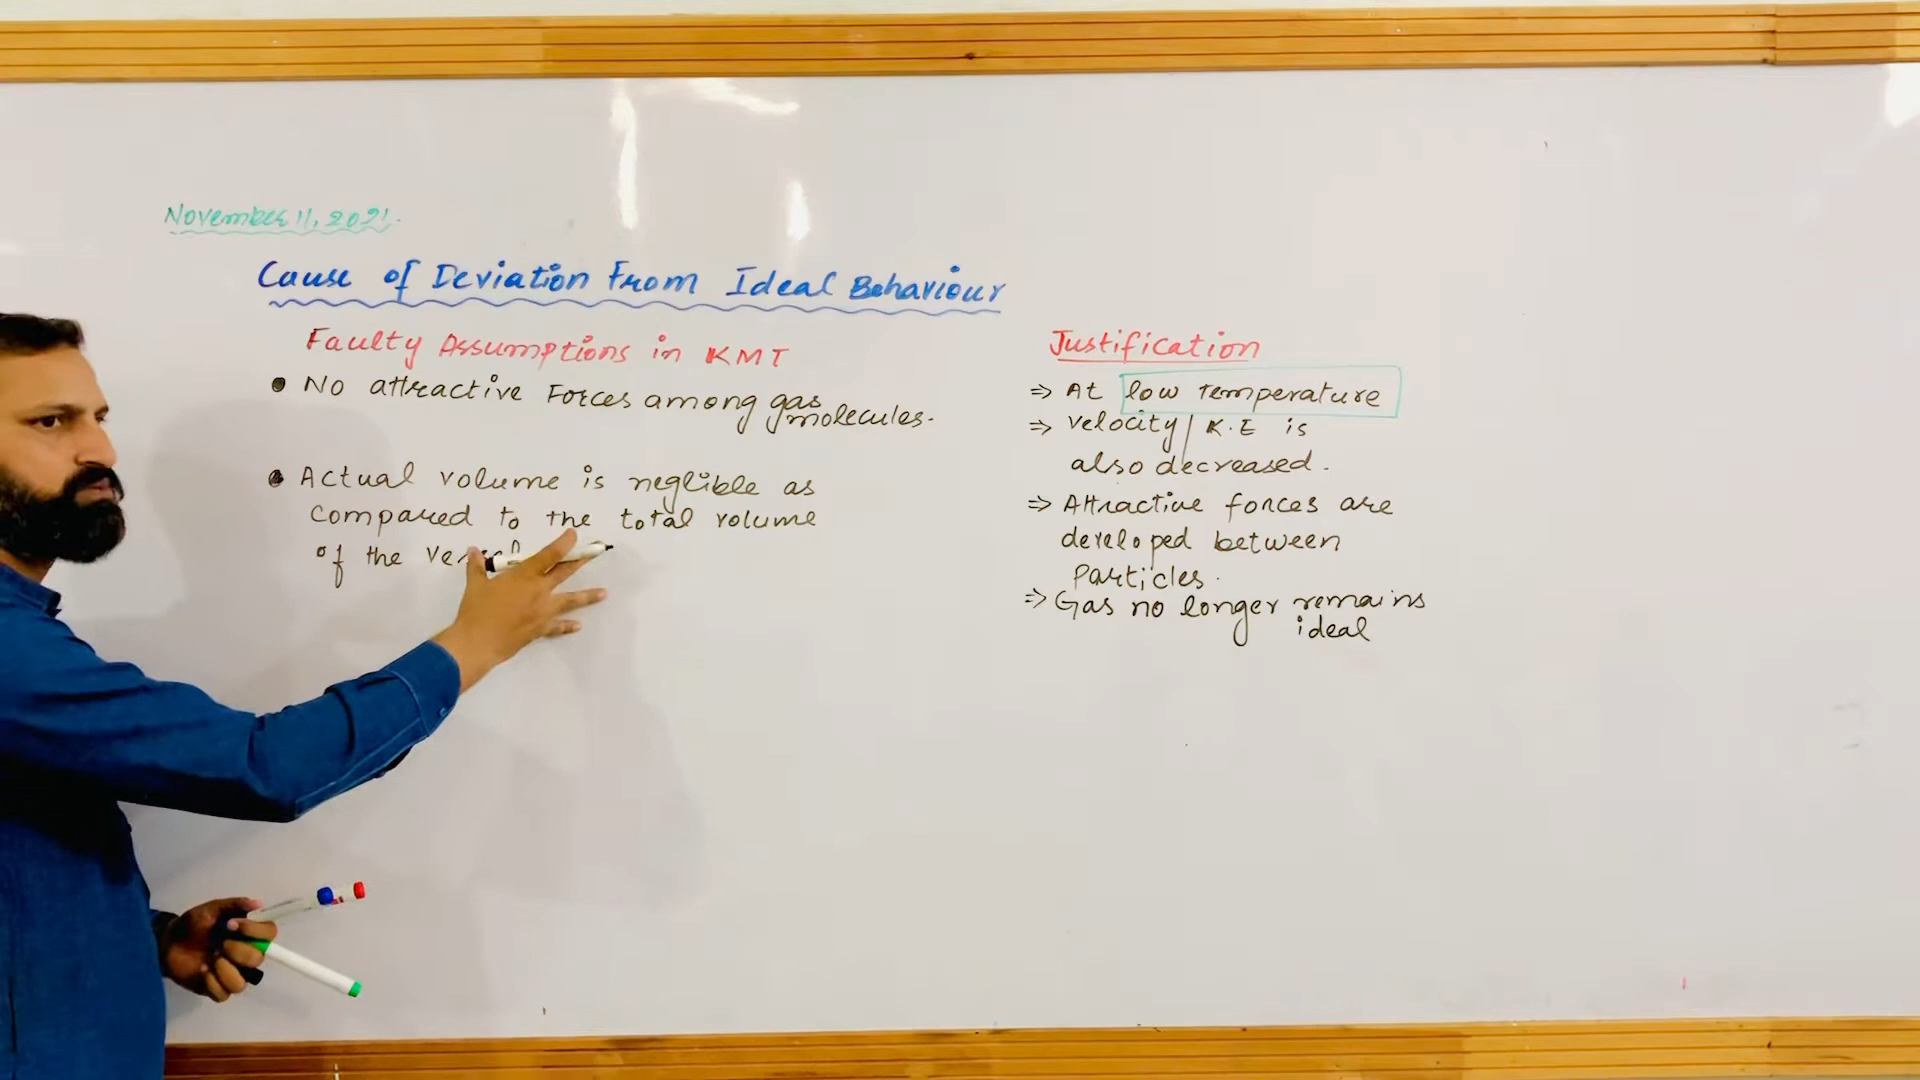 November 11, 2021.
Cause of Deviation From Ideal Behaviour
Faulty Assumptions in KMT
• No attractive Forces among gas
molecules.
• Actual volume is neglible as
compared to the total volume
of the
Justification
⇒ At low temperature
⇒ velocity / K.E is
also decreased.
⇒ Attractive forces are
developed between
Particles.
⇒ Gas no longer remains
ideal